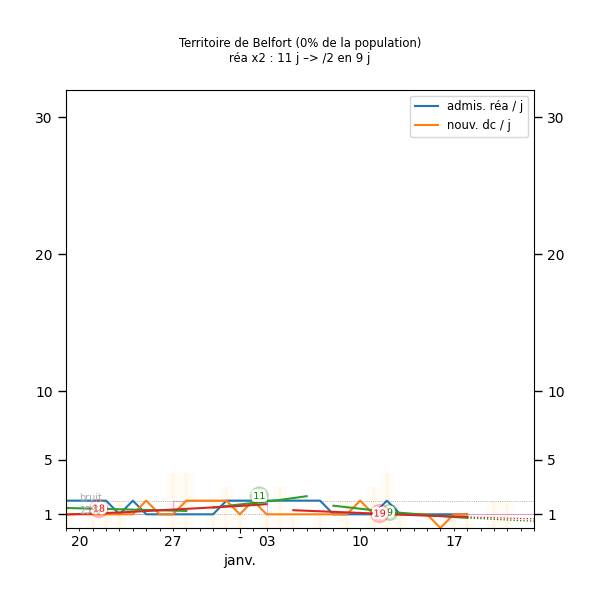 Territoire de Belfort (0% de la population)
réa x2 : 11 j –> /2 en 9 j
admis. réa / j
nouv. dc / j
30 30
20 20
10 10
5 5
1 1
bruit
18
11
19
9
20 27 - 03 10 17
janv.